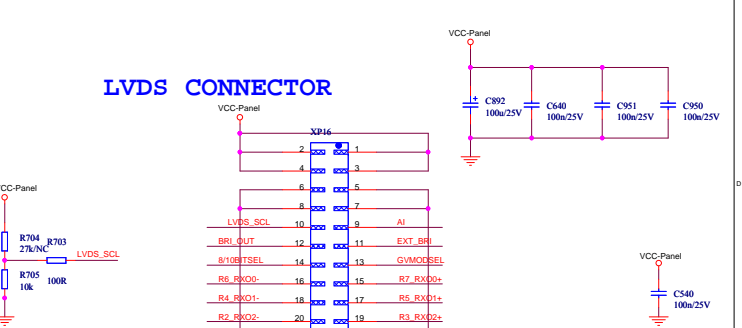 VCC-Panel
LVDS CONNECTOR
VCC-Panel
C892
100u/25V
C640
100n/25V
C951
100n/25V
C950
100n/25V
XP16
2 1
4 3
6 5
8 7
LVDS_SCL 10 9 AI
BRI_OUT 12 11 EXT_BRI
8/10BITSEL 14 13 GVMODSEL
R6_RXO0- 16 15 R7_RXO0+
R4_RXO1- 18 17 R5_RXO1+
R2_RXO2- 20 19 R3_RXO2+
CC-Panel
R704
27k/NC
R703
100R
LVDS_SCL
R705
10k
D
VCC-Panel
C540
100n/25V